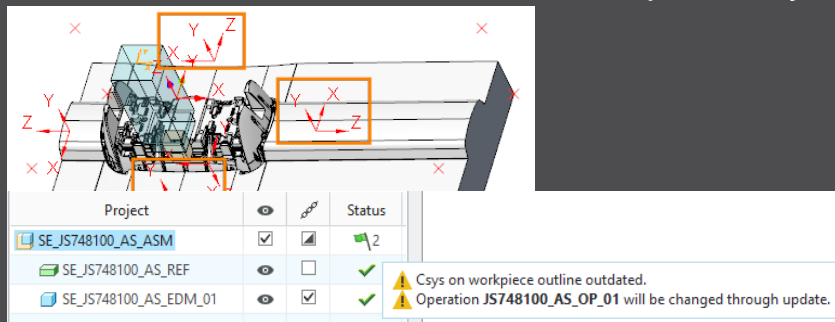 Y
Z
X
Z
X
Y
X
Y
Z
X
Y
Z
X
Y
X
Project Status
SE_JS748100_AS_ASM 2
SE_JS748100_AS_REF
SE_JS748100_AS_EDM_01
Csys on workpiece outline outdated.
Operation JS748100_AS_OP_01 will be changed through update.